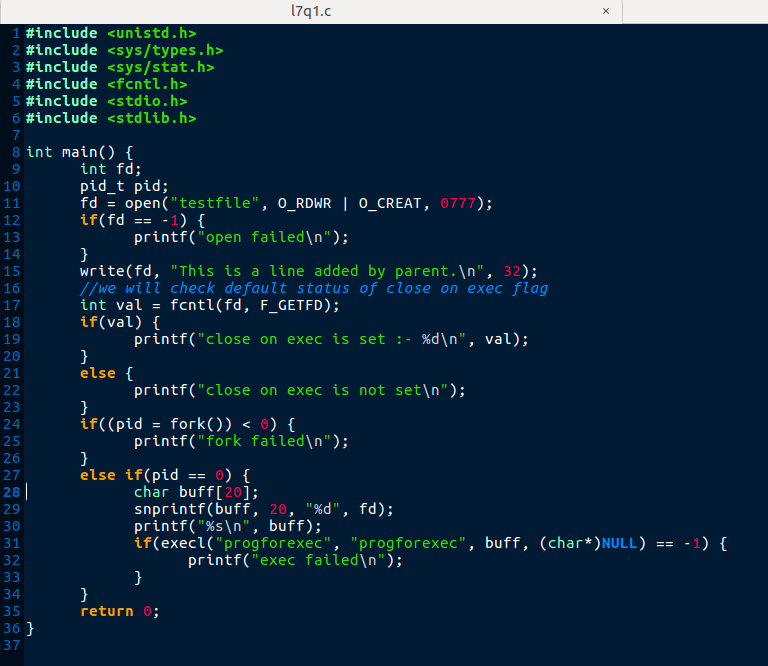 l7q1.c ×
1 #include <unistd.h>
2 #include <sys/types.h>
3 #include <sys/stat.h>
4 #include <fcntl.h>
5 #include <stdio.h>
6 #include <stdlib.h>
7
8 int main() {
9 int fd;
10 pid_t pid;
11 fd = open("testfile", O_RDWR | O_CREAT, 0777);
12 if(fd == -1) {
13 printf("open failed\n");
14 }
15 write(fd, "This is a line added by parent.\n", 32);
16 //we will check default status of close on exec flag
17 int val = fcntl(fd, F_GETFD);
18 if(val) {
19 printf("close on exec is set :- %d\n", val);
20 }
21 else {
22 printf("close on exec is not set\n");
23 }
24 if((pid = fork()) < 0) {
25 printf("fork failed\n");
26 }
27 else if(pid == 0) {
28 char buff[20];
29 snprintf(buff, 20, "%d", fd);
30 printf("%s\n", buff);
31 if(execl("progforexec", "progforexec", buff, (char*)NULL) == -1) {
32 printf("exec failed\n");
33 }
34 }
35 return 0;
36 }
37